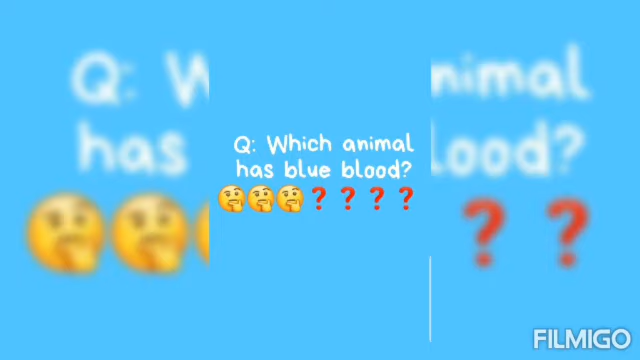 Q: Which animal
has blue blood?
🤔🤔🤔❓❓❓❓
FILMIGO